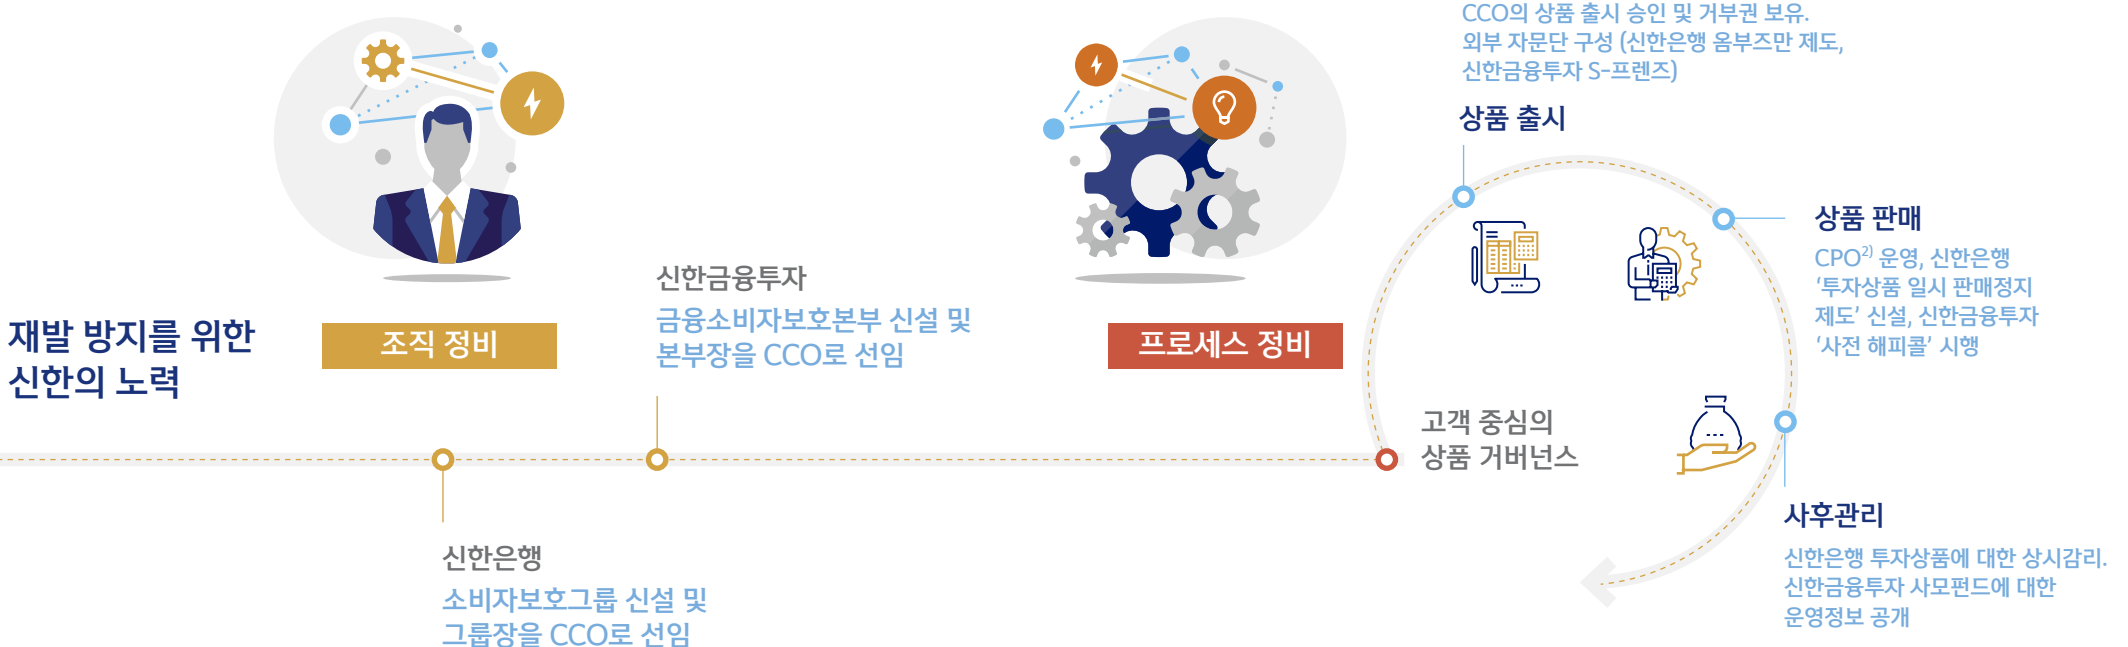 재발 방지를 위한
신한의 노력
조직 정비
신한은행
소비자보호그룹 신설 및
그룹장을 CCO로 선임
신한금융투자
금융소비자보호본부 신설 및
본부장을 CCO로 선임
프로세스 정비
고객 중심의
상품 거버넌스
CCO의 상품 출시 승인 및 거부권 보유.
외부 자문단 구성 (신한은행 옴부즈만 제도,
신한금융투자 S-프렌즈)
상품 출시
상품 판매
CPO2) 운영, 신한은행
‘투자상품 일시 판매정지
제도’ 신설, 신한금융투자
‘사전 해피콜’ 시행
사후관리
신한은행 투자상품에 대한 상시감리.
신한금융투자 사모펀드에 대한
운영정보 공개